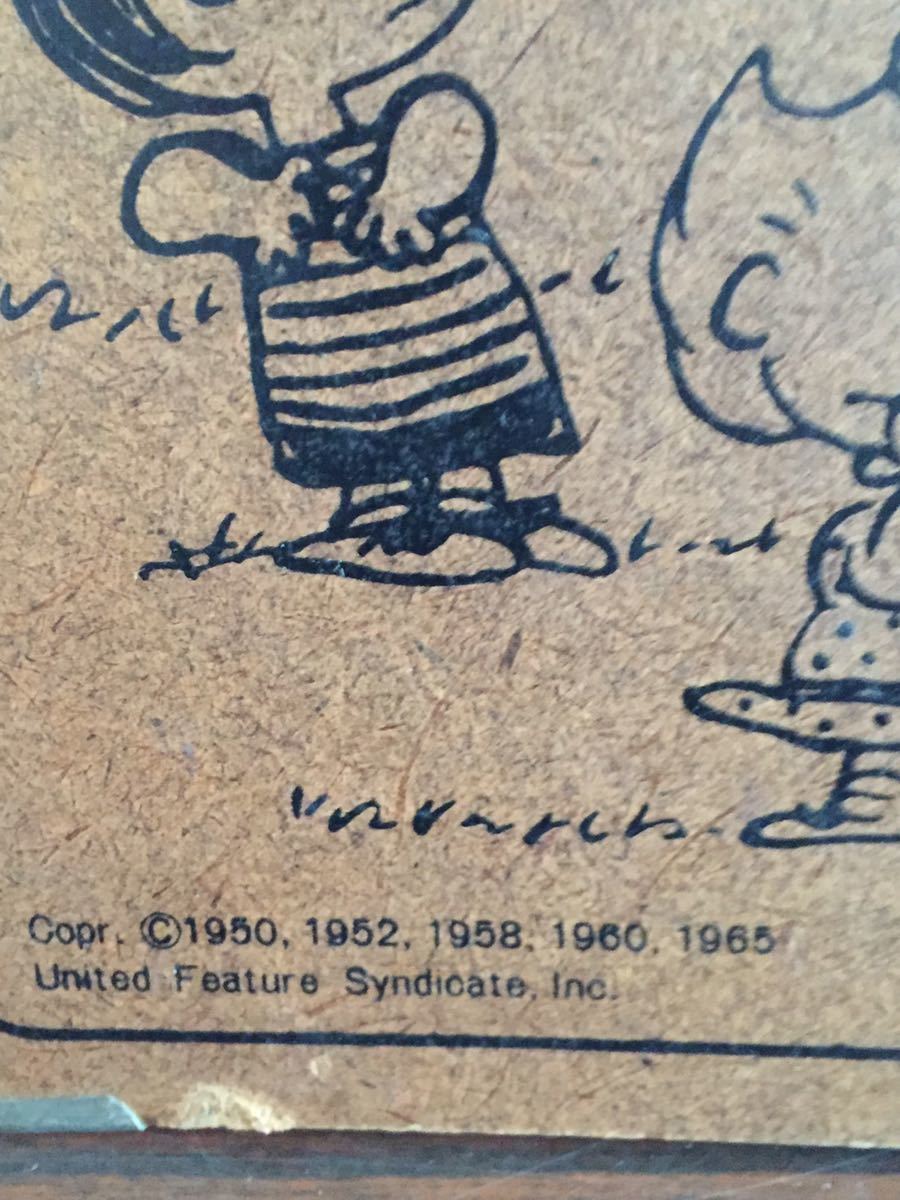 Copr. ©1950, 1952, 1958, 1960, 1965
United Feature Syndicate, Inc.